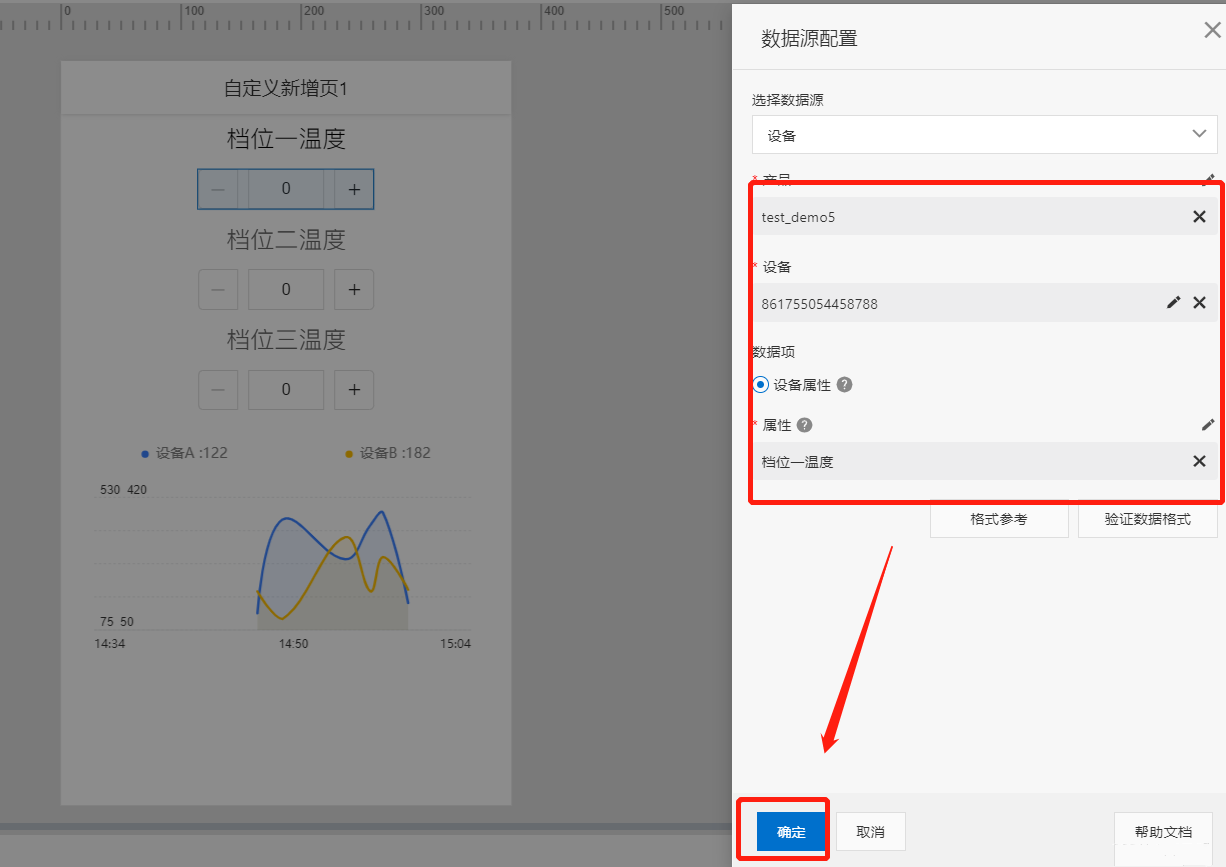 0 100 200 300 400 500
自定义新增页1
档位一温度
0 +
档位二温度
0 +
档位三温度
0 +
设备A :122 设备B :182
530 420
75 50
14:34 14:50 15:04
数据源配置
选择数据源
设备
* 产品
test_demo5
* 设备
861755054458788
数据项
设备属性 ?
* 属性 ?
档位一温度
格式参考 验证数据格式
确定 取消 帮助文档